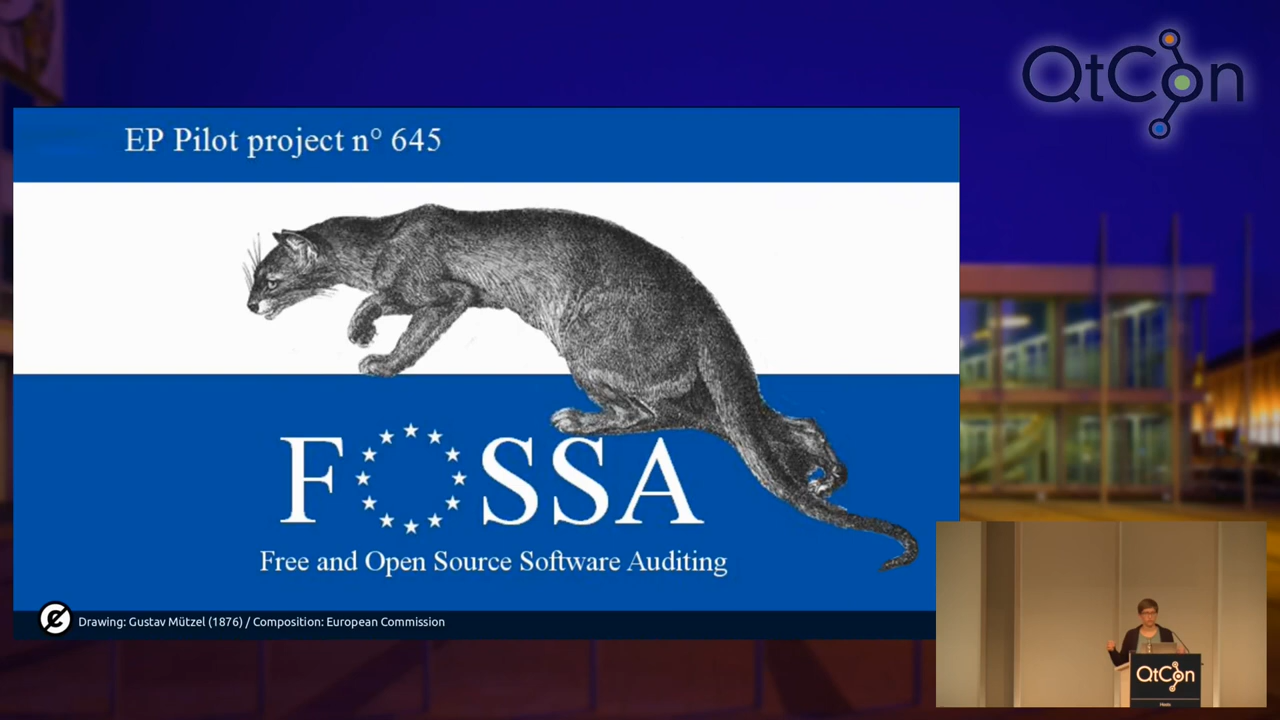 QtCon
EP Pilot project n° 645
FOSSA
Free and Open Source Software Auditing
Drawing: Gustav Mützel (1876) / Composition: European Commission
QtCon